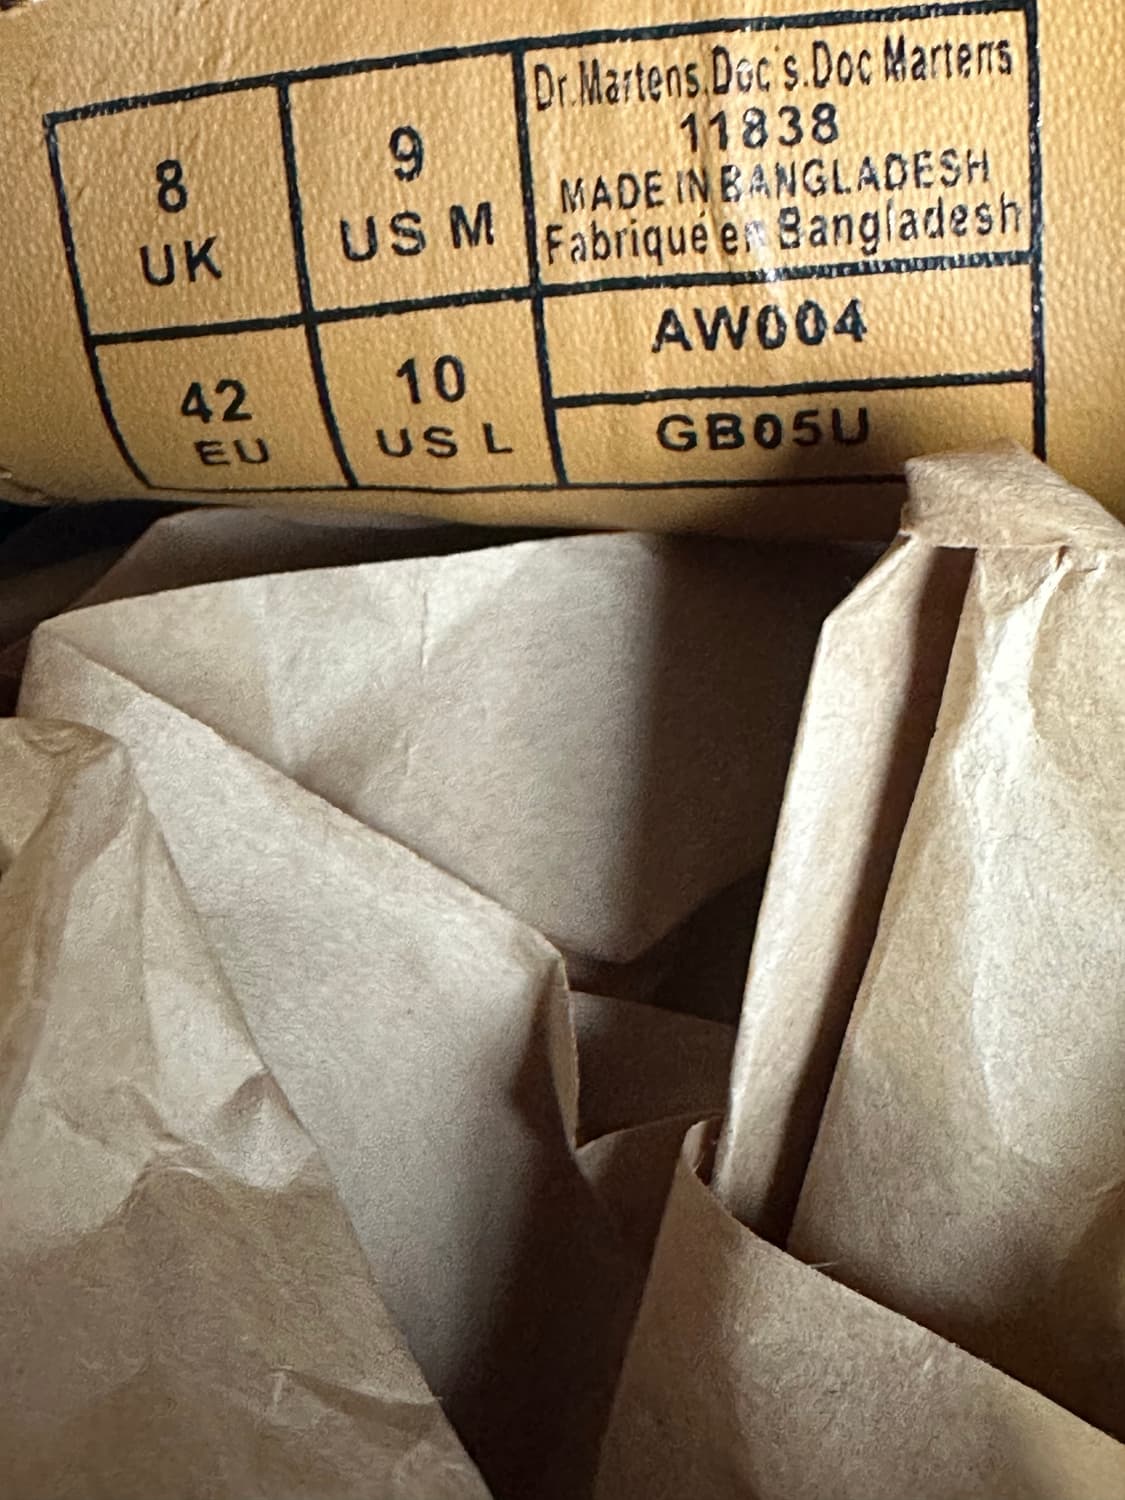 8
UK
9
US M
Dr.Martens.Doc's.Doc Martens
11838
MADE IN BANGLADESH
Fabriqué en Bangladesh
42
EU
10
US L
AW004
GB05U